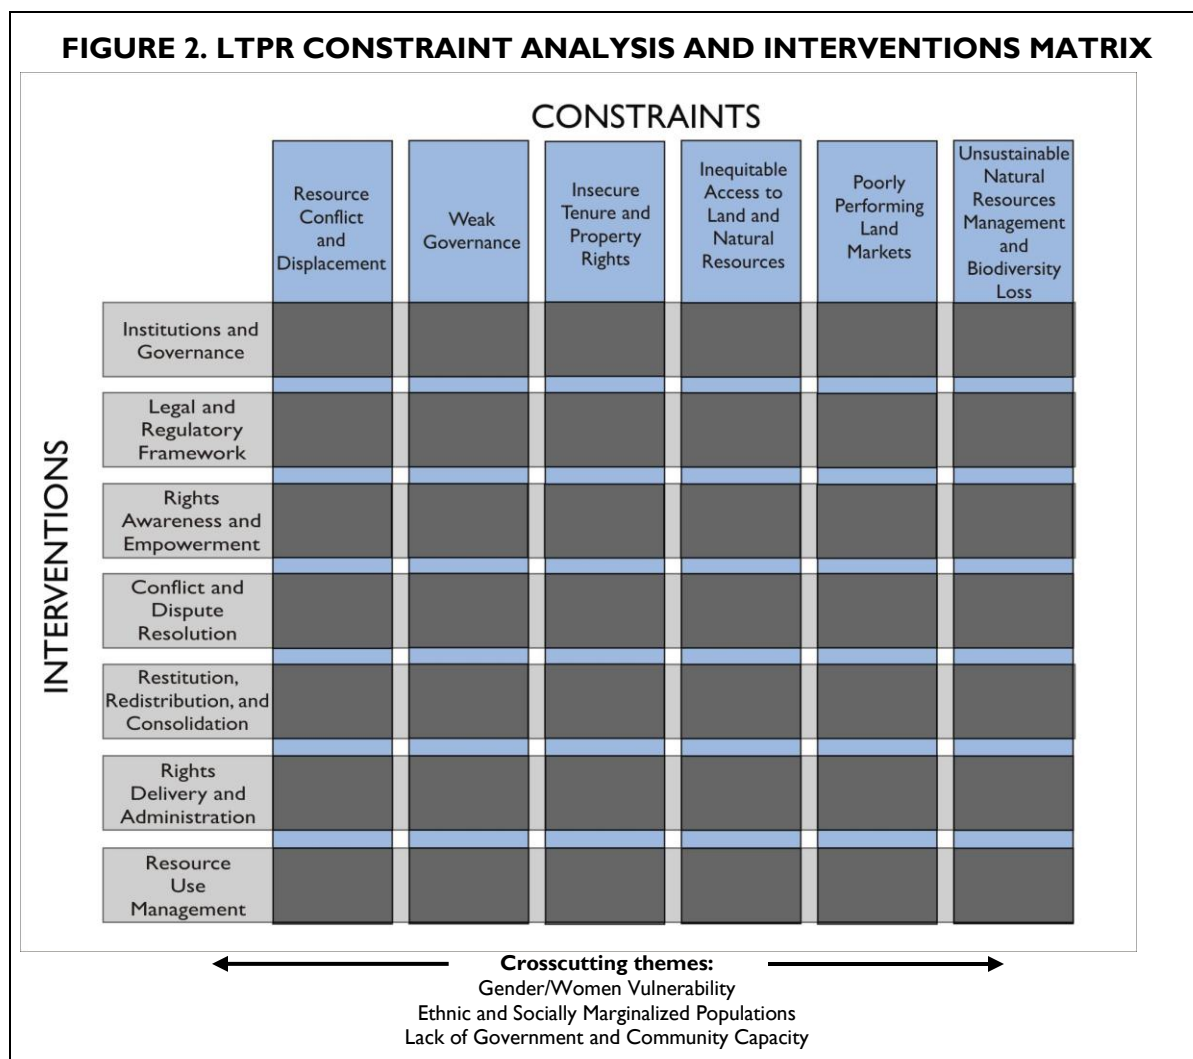 FIGURE 2. LTPR CONSTRAINT ANALYSIS AND INTERVENTIONS MATRIX
CONSTRAINTS
Resource
Conflict
and
Displacement
Weak
Governance
Insecure
Tenure and
Property
Rights
Inequitable
Access to
Land and
Natural
Resources
Poorly
Performing
Land
Markets
Unsustainable
Natural
Resources
Management
and
Biodiversity
Loss
INTERVENTIONS
Institutions and
Governance
Legal and
Regulatory
Framework
Rights
Awareness and
Empowerment
Conflict and
Dispute
Resolution
Restitution,
Redistribution, and
Consolidation
Rights
Delivery and
Administration
Resource
Use
Management
Crosscutting themes:
Gender/Women Vulnerability
Ethnic and Socially Marginalized Populations
Lack of Government and Community Capacity